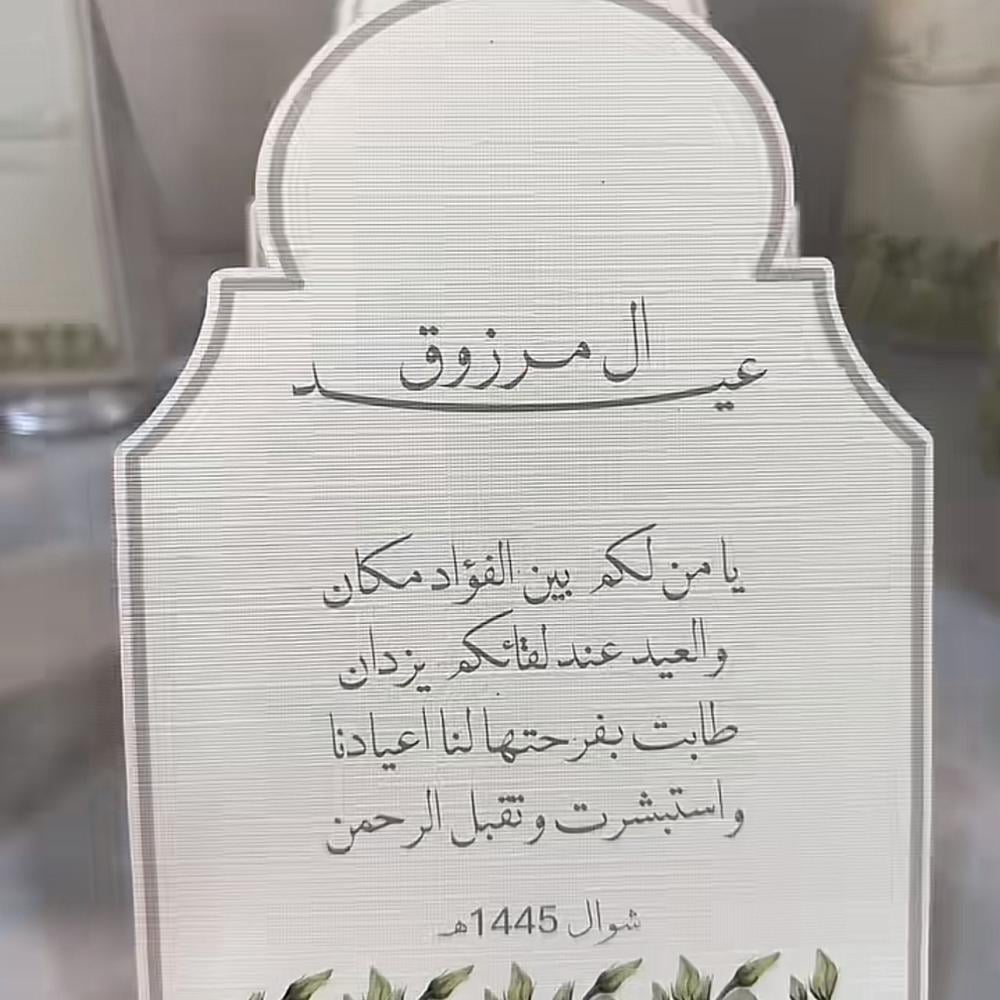 عيد ال مرزوق
يا من لكم بين الفؤاد مكان
والعيد عند لقائكم يزدان
طابت بفرحتها لنا اعيادنا
واستبشرت وتقبل الرحمن
شوال 1445هـ